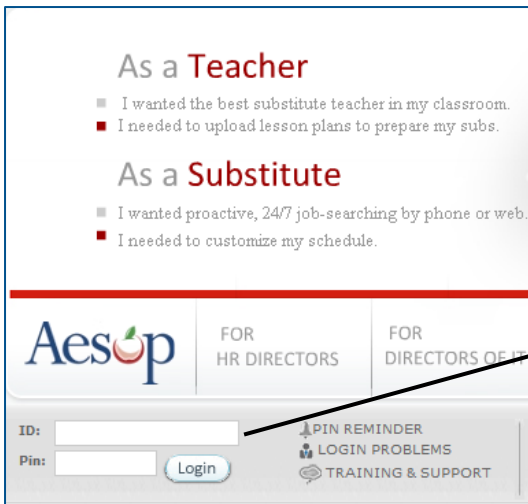 As a Teacher
I wanted the best substitute teacher in my classroom.
I needed to upload lesson plans to prepare my subs.
As a Substitute
I wanted proactive, 24/7 job-searching by phone or web.
I needed to customize my schedule.
Aesop
FOR
HR DIRECTORS
FOR
DIRECTORS OF IT
ID:
Pin:
Login
PIN REMINDER
LOGIN PROBLEMS
TRAINING & SUPPORT